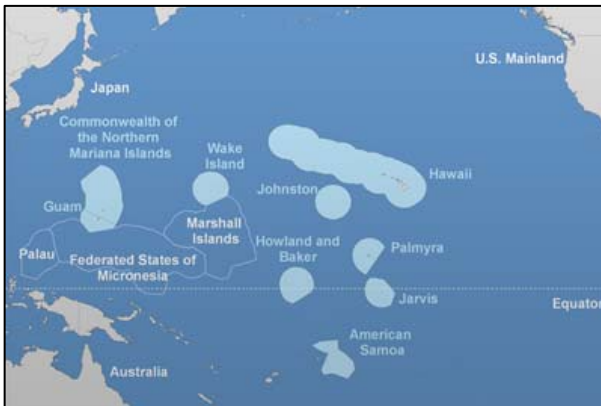 U.S. Mainland
Japan
Commonwealth
of the Northern
Mariana Islands
Wake
Island
Hawaii
Johnston
Guam
Marshall
Islands
Palau
Federated States of
Micronesia
Howland and
Baker
Palmyra
Jarvis
Equator
American
Samoa
Australia